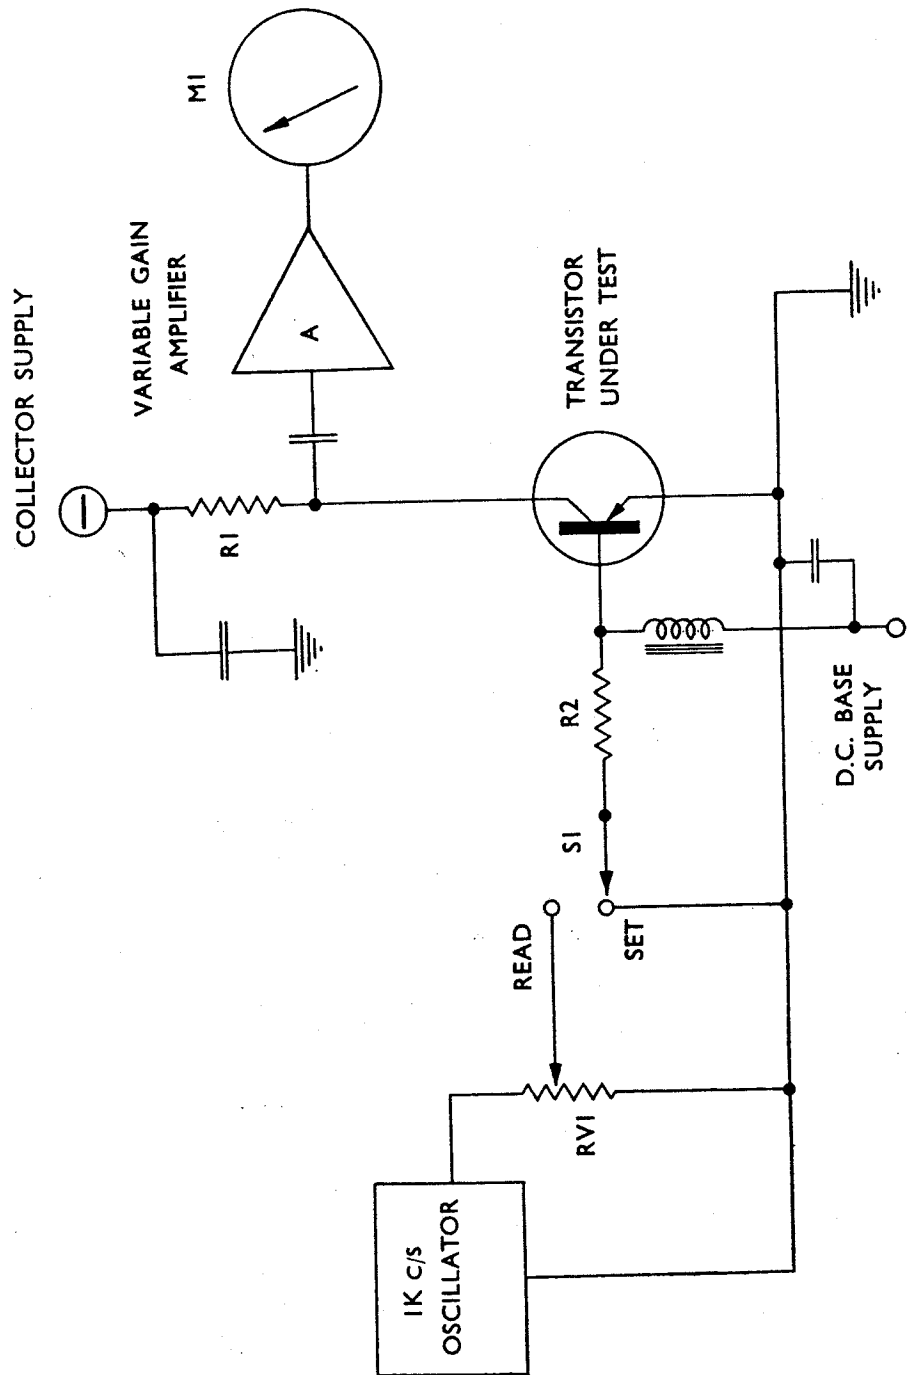 COLLECTOR SUPPLY
R1
VARIABLE GAIN
AMPLIFIER
A
M1
TRANSISTOR
UNDER TEST
R2
S1
READ
SET
D.C. BASE
SUPPLY
RV1
1K c/s
OSCILLATOR